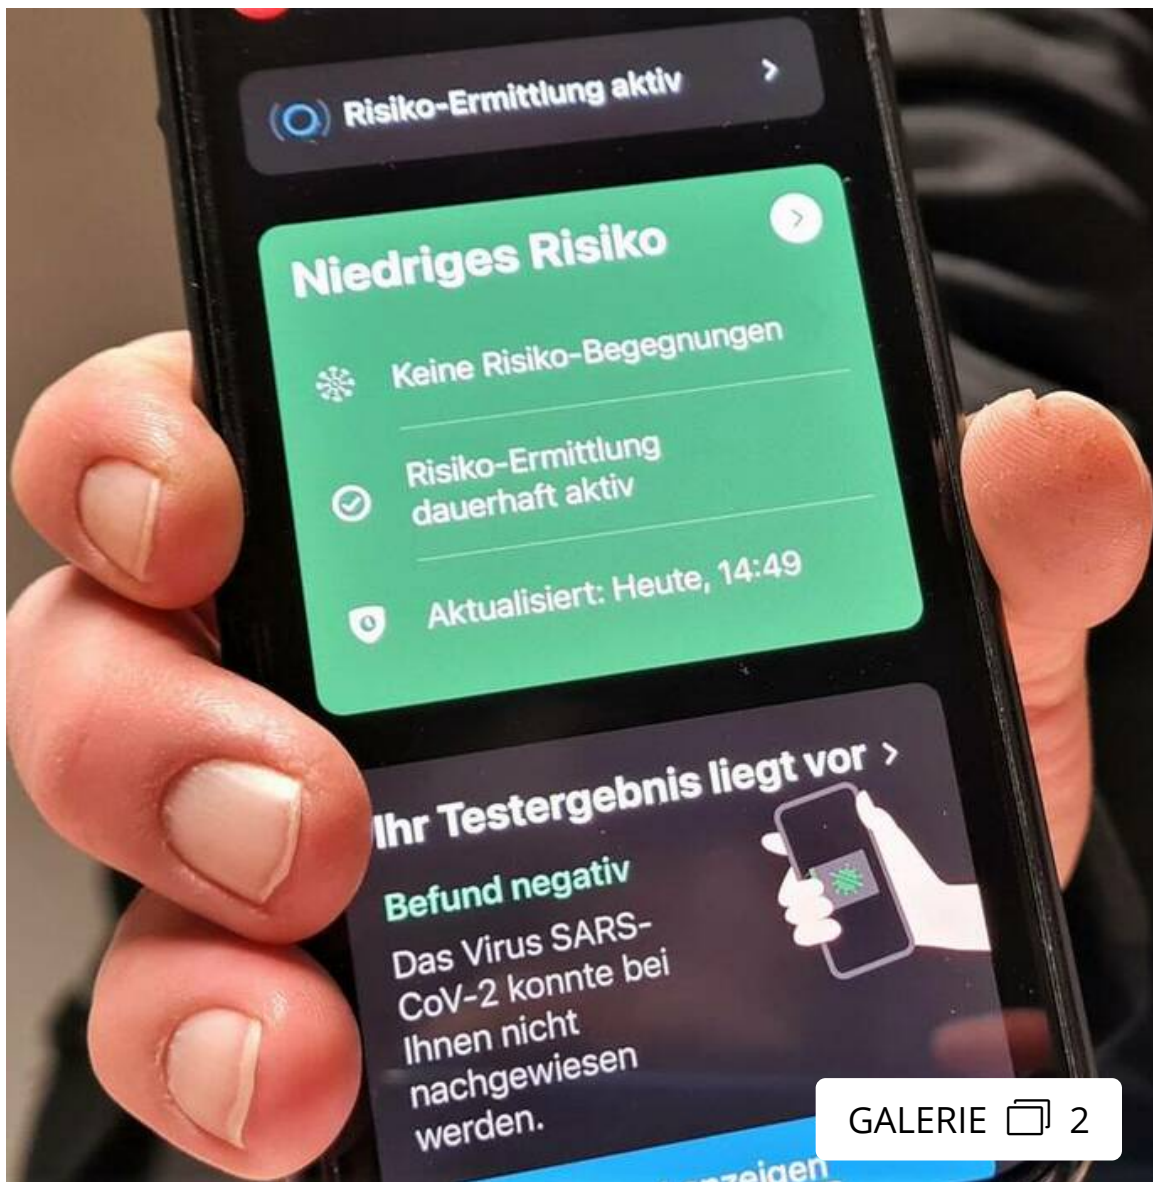 Risiko-Ermittlung aktiv
Niedriges Risiko
Keine Risiko-Begegnungen
Risiko-Ermittlung
dauerhaft aktiv
Aktualisiert: Heute, 14:49
Ihr Testergebnis liegt vor
Befund negativ
Das Virus SARS-
CoV-2 konnte bei
Ihnen nicht
nachgewiesen
werden.
GALERIE 2